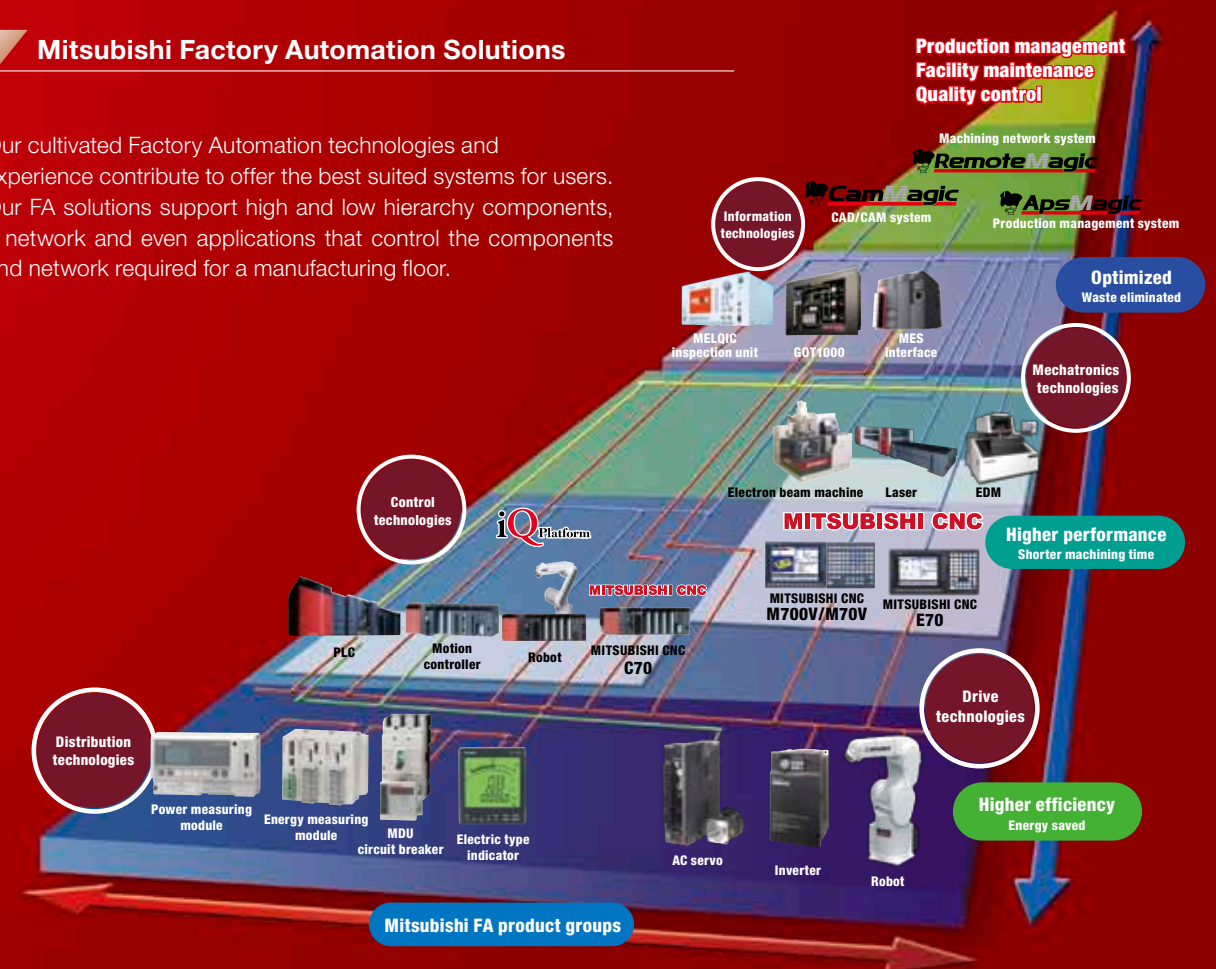 Mitsubishi Factory Automation Solutions
ur cultivated Factory Automation technologies and
xperience contribute to offer the best suited systems for users.
ur FA solutions support high and low hierarchy components,
network and even applications that control the components
nd network required for a manufacturing floor.
Production management
Facility maintenance
Quality control
Machining network system
RemoteMagic
CamMagic
CAD/CAM system
ApsMagic
Production management system
Information
technologies
Optimized
Waste eliminated
MELQIC
inspection unit
GOT1000
MES
interface
Mechatronics
technologies
Electron beam machine
Laser
EDM
Control
technologies
iQ Platform
MITSUBISHI CNC
Higher performance
Shorter machining time
MITSUBISHI CNC
M700V/M70V
MITSUBISHI CNC
E70
MITSUBISHI CNC
PLC
Motion
controller
Robot
MITSUBISHI CNC
C70
Drive
technologies
Distribution
technologies
Power measuring
module
Energy measuring
module
MDU
circuit breaker
Electric type
indicator
AC servo
Inverter
Robot
Higher efficiency
Energy saved
Mitsubishi FA product groups